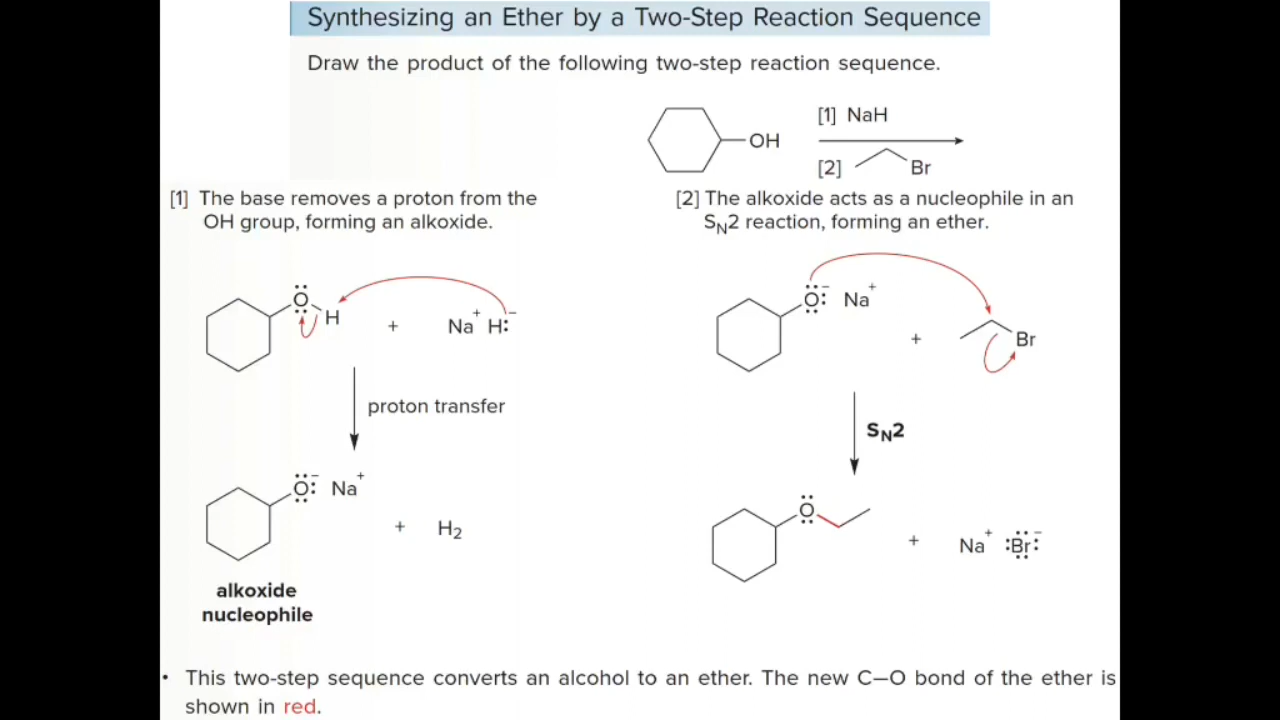 Synthesizing an Ether by a Two-Step Reaction Sequence
Draw the product of the following two-step reaction sequence.
OH
[1] NaH
[2] Br
[1] The base removes a proton from the
OH group, forming an alkoxide.
[2] The alkoxide acts as a nucleophile in an
SN2 reaction, forming an ether.
O H + Na+ H:−
proton transfer
O:− Na+ + H2
alkoxide
nucleophile
O:− Na+ + Br
SN2
O + Na+ :Br:−
• This two-step sequence converts an alcohol to an ether. The new C—O bond of the ether is
shown in red.